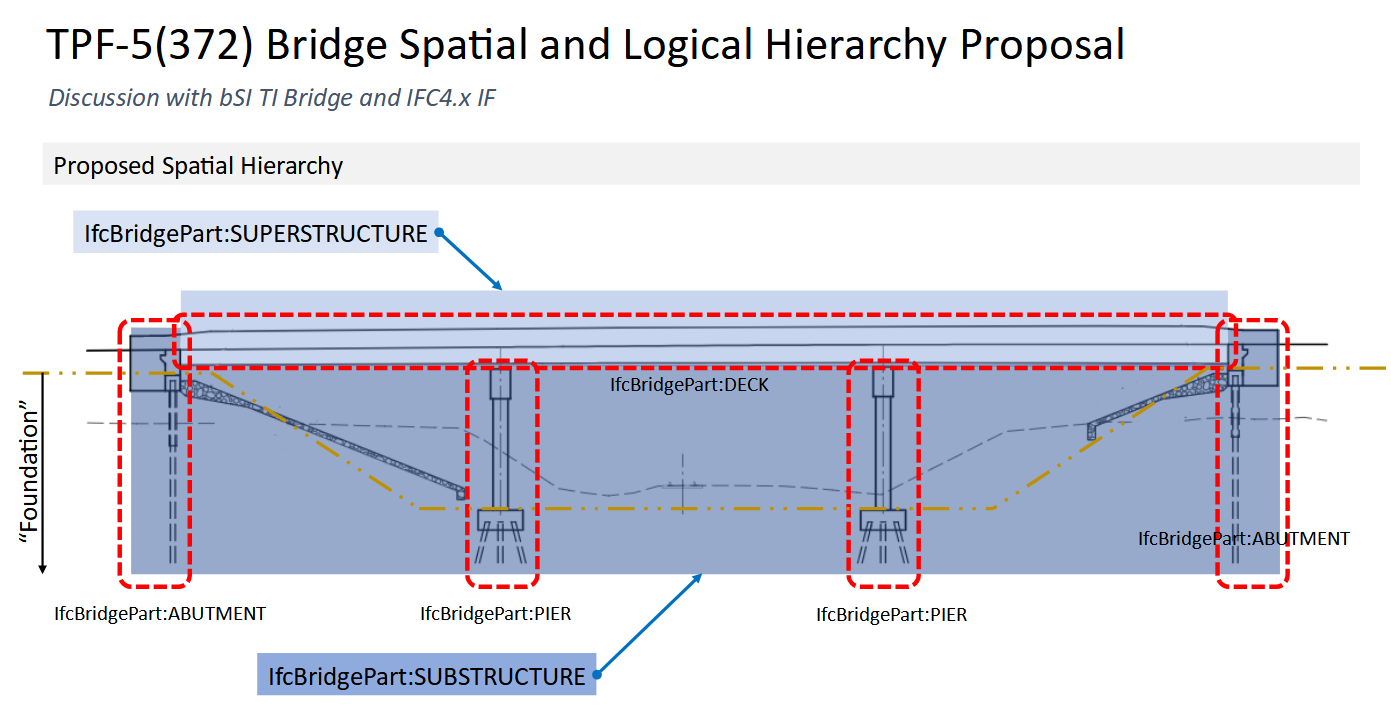 TPF-5(372) Bridge Spatial and Logical Hierarchy Proposal
Discussion with bSI TI Bridge and IFC4.x IF
Proposed Spatial Hierarchy
IfcBridgePart:SUPERSTRUCTURE
IfcBridgePart:DECK
“Foundation”
IfcBridgePart:ABUTMENT
IfcBridgePart:ABUTMENT
IfcBridgePart:PIER
IfcBridgePart:PIER
IfcBridgePart:SUBSTRUCTURE